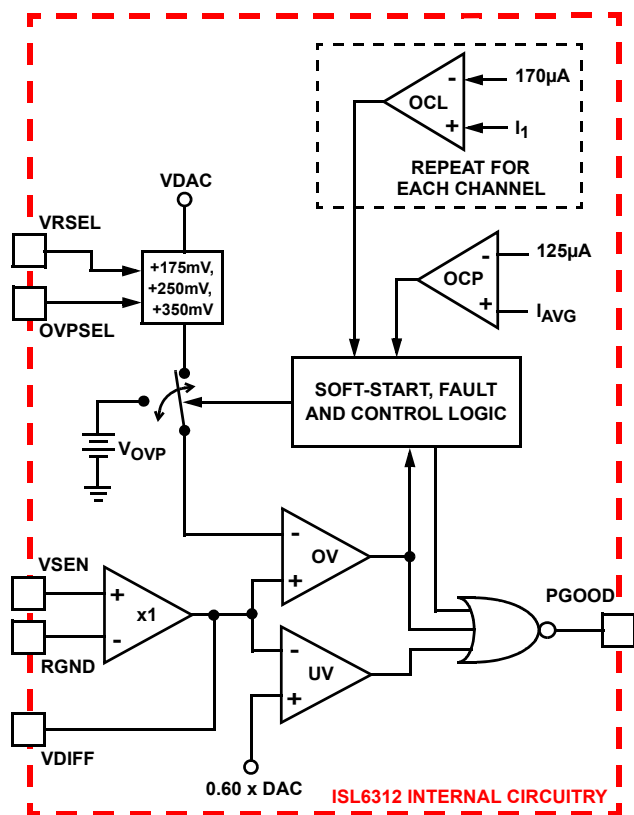 170µA
-
OCL
+
I1
REPEAT FOR
EACH CHANNEL
VDAC
VRSEL
+175mV,
+250mV,
+350mV
OVPSEL
125µA
-
OCP
+
IAVG
SOFT-START, FAULT
AND CONTROL LOGIC
VOVP
-
OV
+
VSEN
+
x1
-
RGND
PGOOD
-
UV
+
VDIFF
0.60 x DAC
ISL6312 INTERNAL CIRCUITRY